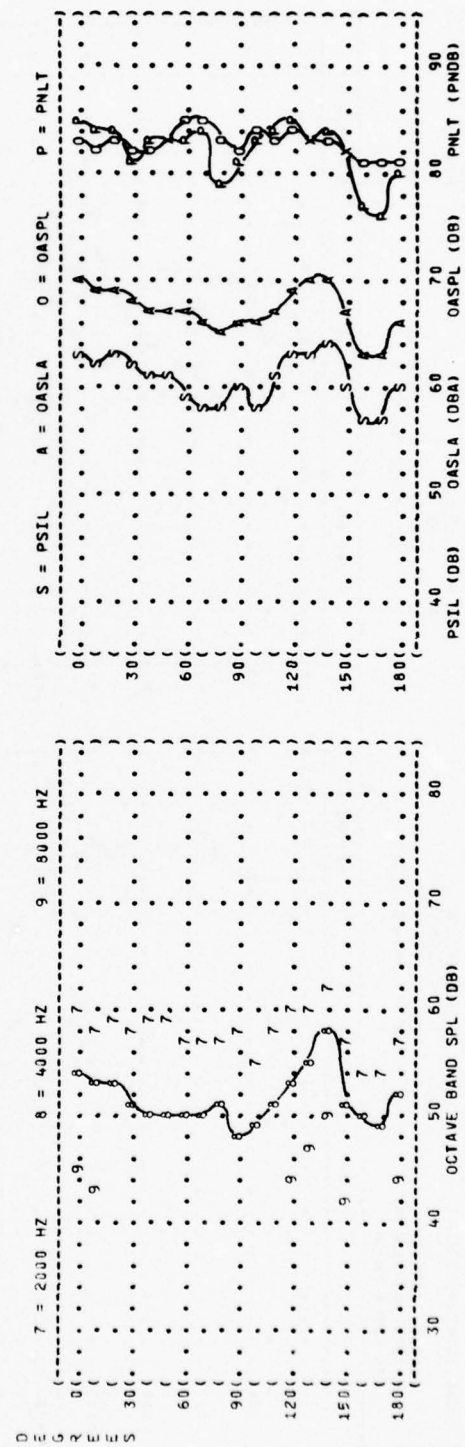 7 = 2000 HZ 8 = 4000 HZ 9 = 8000 HZ
DEGREES
0
30
60
90
120
150
180
30 40 50 60 70 80
OCTAVE BAND SPL (DB)
S = PSIL A = OASLA O = OASPL P = PNLT
0
30
60
90
120
150
180
40 50 60 70 80 90
PSIL (DB) OASLA (DBA) OASPL (DB) PNLT (PNDB)